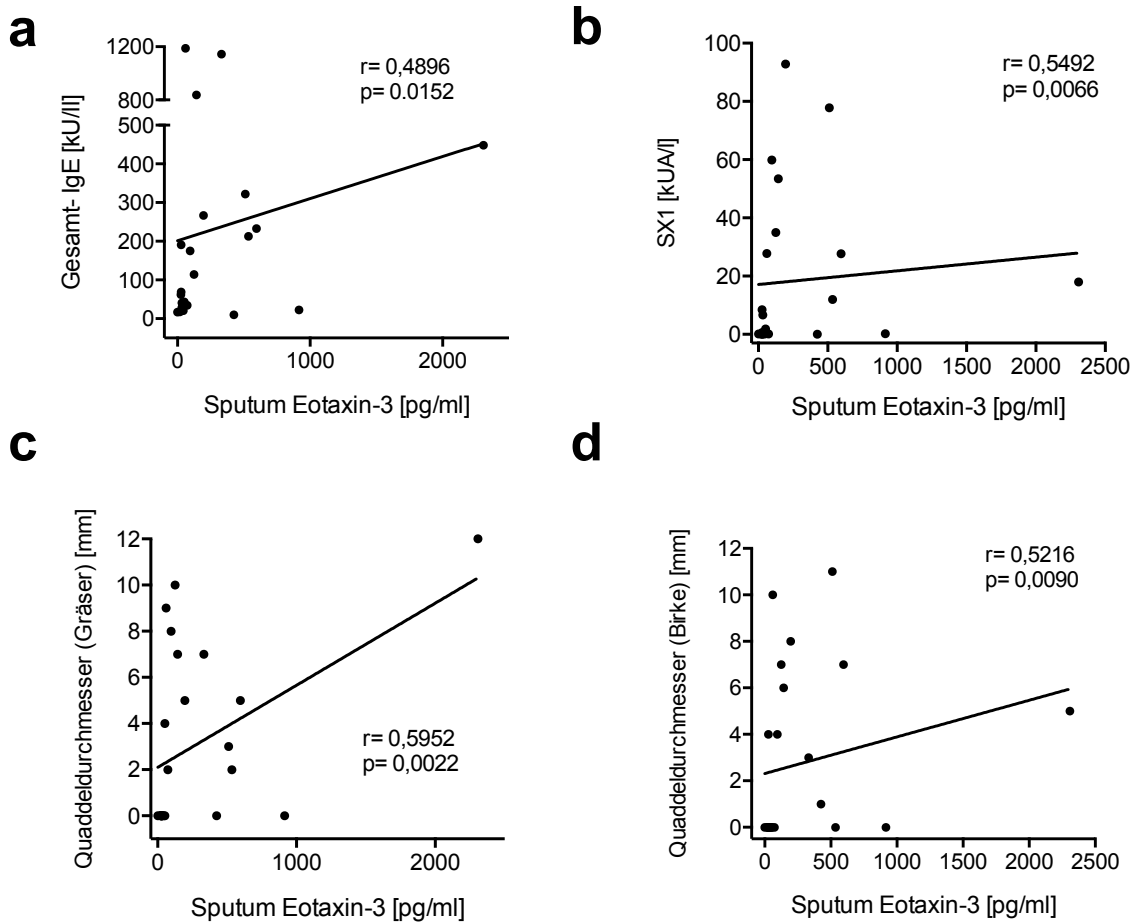 a
Gesamt- IgE [kU/ll]
1200
800
500
400
300
200
100
0
r= 0,4896
p= 0.0152
0
1000
2000
Sputum Eotaxin-3 [pg/ml]
b
SX1 [kUA/l]
100
80
60
40
20
0
r= 0,5492
p= 0,0066
0
500
1000
1500
2000
2500
Sputum Eotaxin-3 [pg/ml]
c
Quaddeldurchmesser (Gräser) [mm]
12
10
8
6
4
2
0
r= 0,5952
p= 0,0022
0
1000
2000
Sputum Eotaxin-3 [pg/ml]
d
Quaddeldurchmesser (Birke) [mm]
12
10
8
6
4
2
0
r= 0,5216
p= 0,0090
0
500
1000
1500
2000
2500
Sputum Eotaxin-3 [pg/ml]